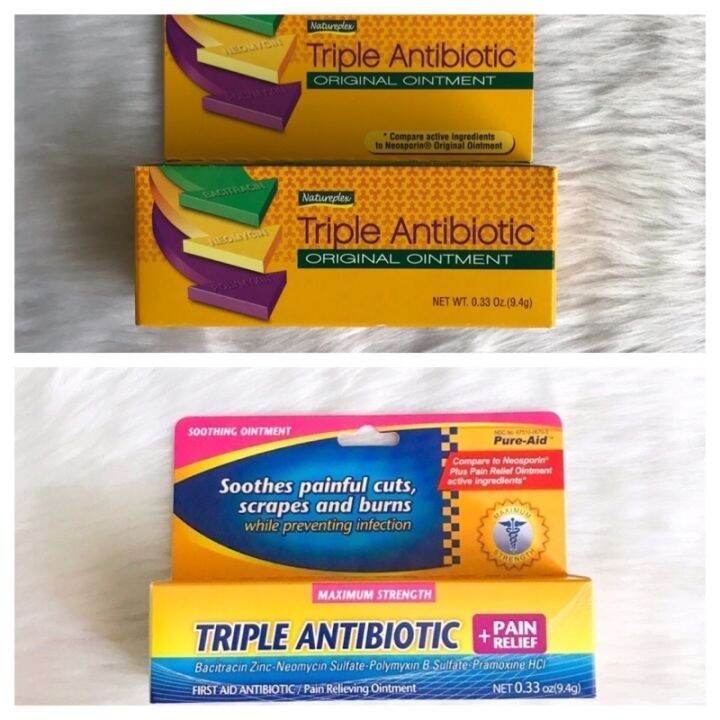 Natureplex
NEOMYCIN
Triple Antibiotic
ORIGINAL OINTMENT
POLYMYXIN
* Compare active ingredients
to Neosporin® Original Ointment
BACITRACIN
Natureplex
Triple Antibiotic
NEOMYCIN
ORIGINAL OINTMENT
POLYMYXIN
NET WT. 0.33 Oz.(9.4g)
SOOTHING OINTMENT
Pure-Aid™
Compare to Neosporin®
Plus Pain Relief Ointment
active ingredients*
Soothes painful cuts,
scrapes and burns
while preventing infection
MAXIMUM
STRENGTH
MAXIMUM STRENGTH
TRIPLE ANTIBIOTIC
+ PAIN
RELIEF
Bacitracin Zinc-Neomycin Sulfate-Polymyxin B Sulfate-Pramoxine HCl
FIRST AID ANTIBIOTIC / Pain Relieving Ointment
NET 0.33 oz(9.4g)